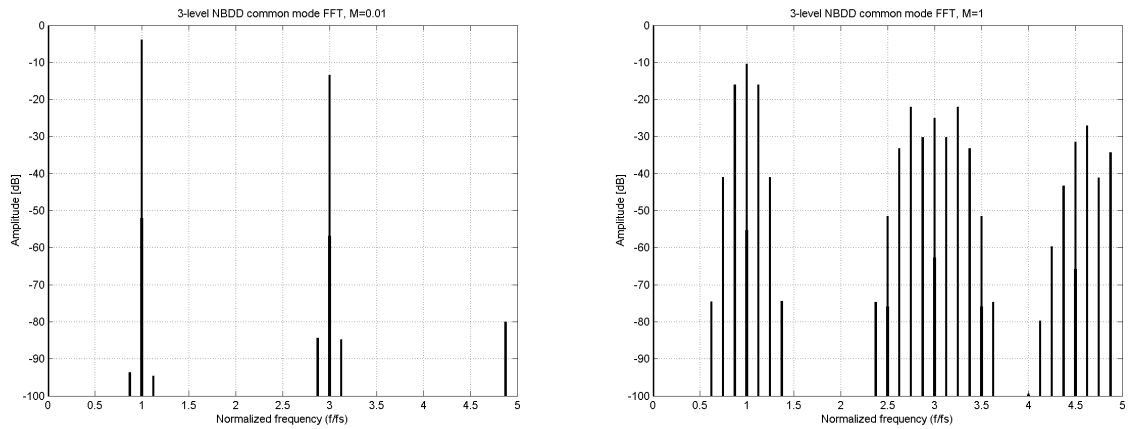 3-level NBDD common mode FFT, M=0.01
0
-10
-20
-30
-40
-50
-60
-70
-80
-90
-100
Amplitude [dB]
0 0.5 1 1.5 2 2.5 3 3.5 4 4.5 5
Normalized frequency (f/fs)
3-level NBDD common mode FFT, M=1
0
-10
-20
-30
-40
-50
-60
-70
-80
-90
-100
Amplitude [dB]
0 0.5 1 1.5 2 2.5 3 3.5 4 4.5 5
Normalized frequency (f/fs)